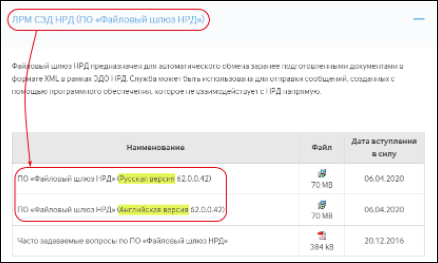 ЛРМ СЭД НРД (ПО «Файловый шлюз НРД»)
Файловый шлюз НРД предназначен для автоматического обмена заранее подготовленными документами в
формате XML в рамках ЭДО НРД. Служба может быть использована для отправки сообщений, созданных с
помощью программного обеспечения, которое не взаимодействует с НРД напрямую.
Наименование Файл Дата вступления
в силу
ПО «Файловый шлюз НРД» (Русская версия 62.0.0.42) 70 MB 06.04.2020
ПО «Файловый шлюз НРД» (Английская версия 62.0.0.42) 70 MB 06.04.2020
Часто задаваемые вопросы по ПО «Файловый шлюз НРД» 384 kB 20.12.2016